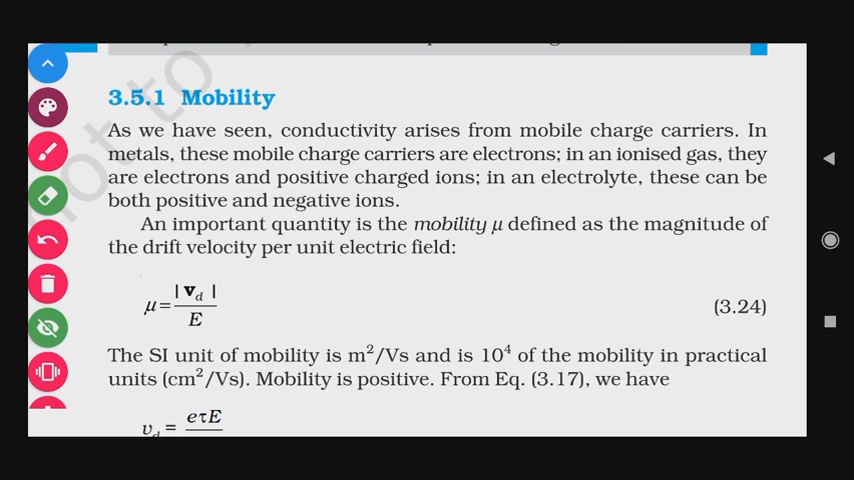 3.5.1 Mobility
As we have seen, conductivity arises from mobile charge carriers. In
metals, these mobile charge carriers are electrons; in an ionised gas, they
are electrons and positive charged ions; in an electrolyte, these can be
both positive and negative ions.
An important quantity is the mobility μ defined as the magnitude of
the drift velocity per unit electric field:
μ = |v_d| / E (3.24)
The SI unit of mobility is m²/Vs and is 10⁴ of the mobility in practical
units (cm²/Vs). Mobility is positive. From Eq. (3.17), we have
υ_d = eτE
not to